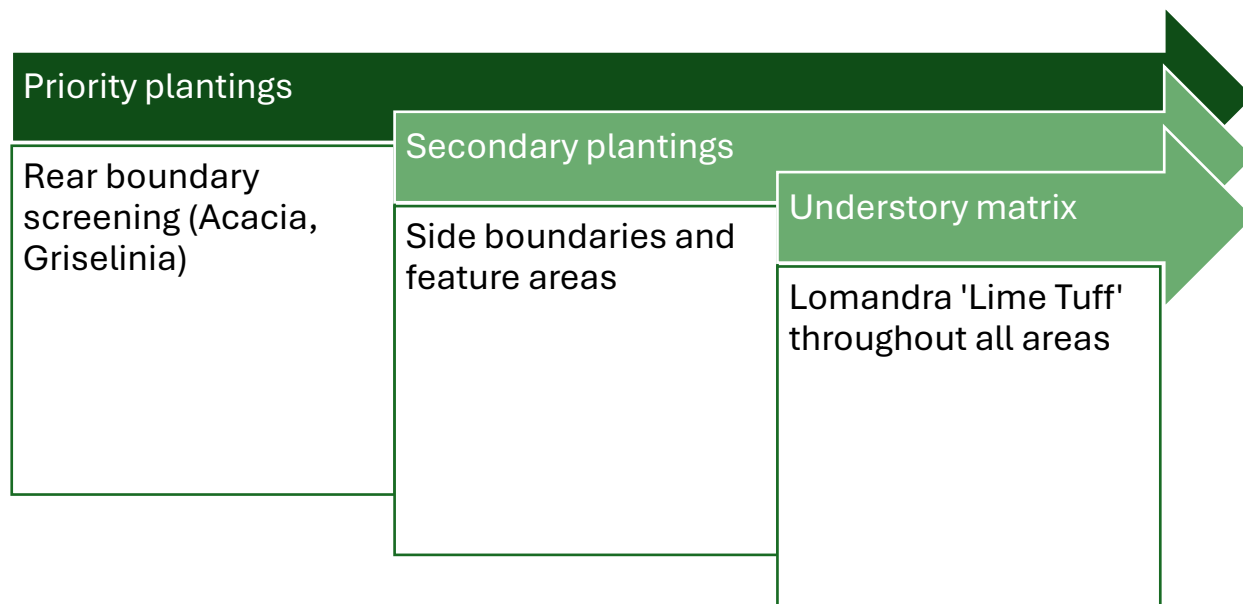 Priority plantings
Rear boundary
screening (Acacia,
Griselinia)
Secondary plantings
Side boundaries and
feature areas
Understory matrix
Lomandra 'Lime Tuff'
throughout all areas